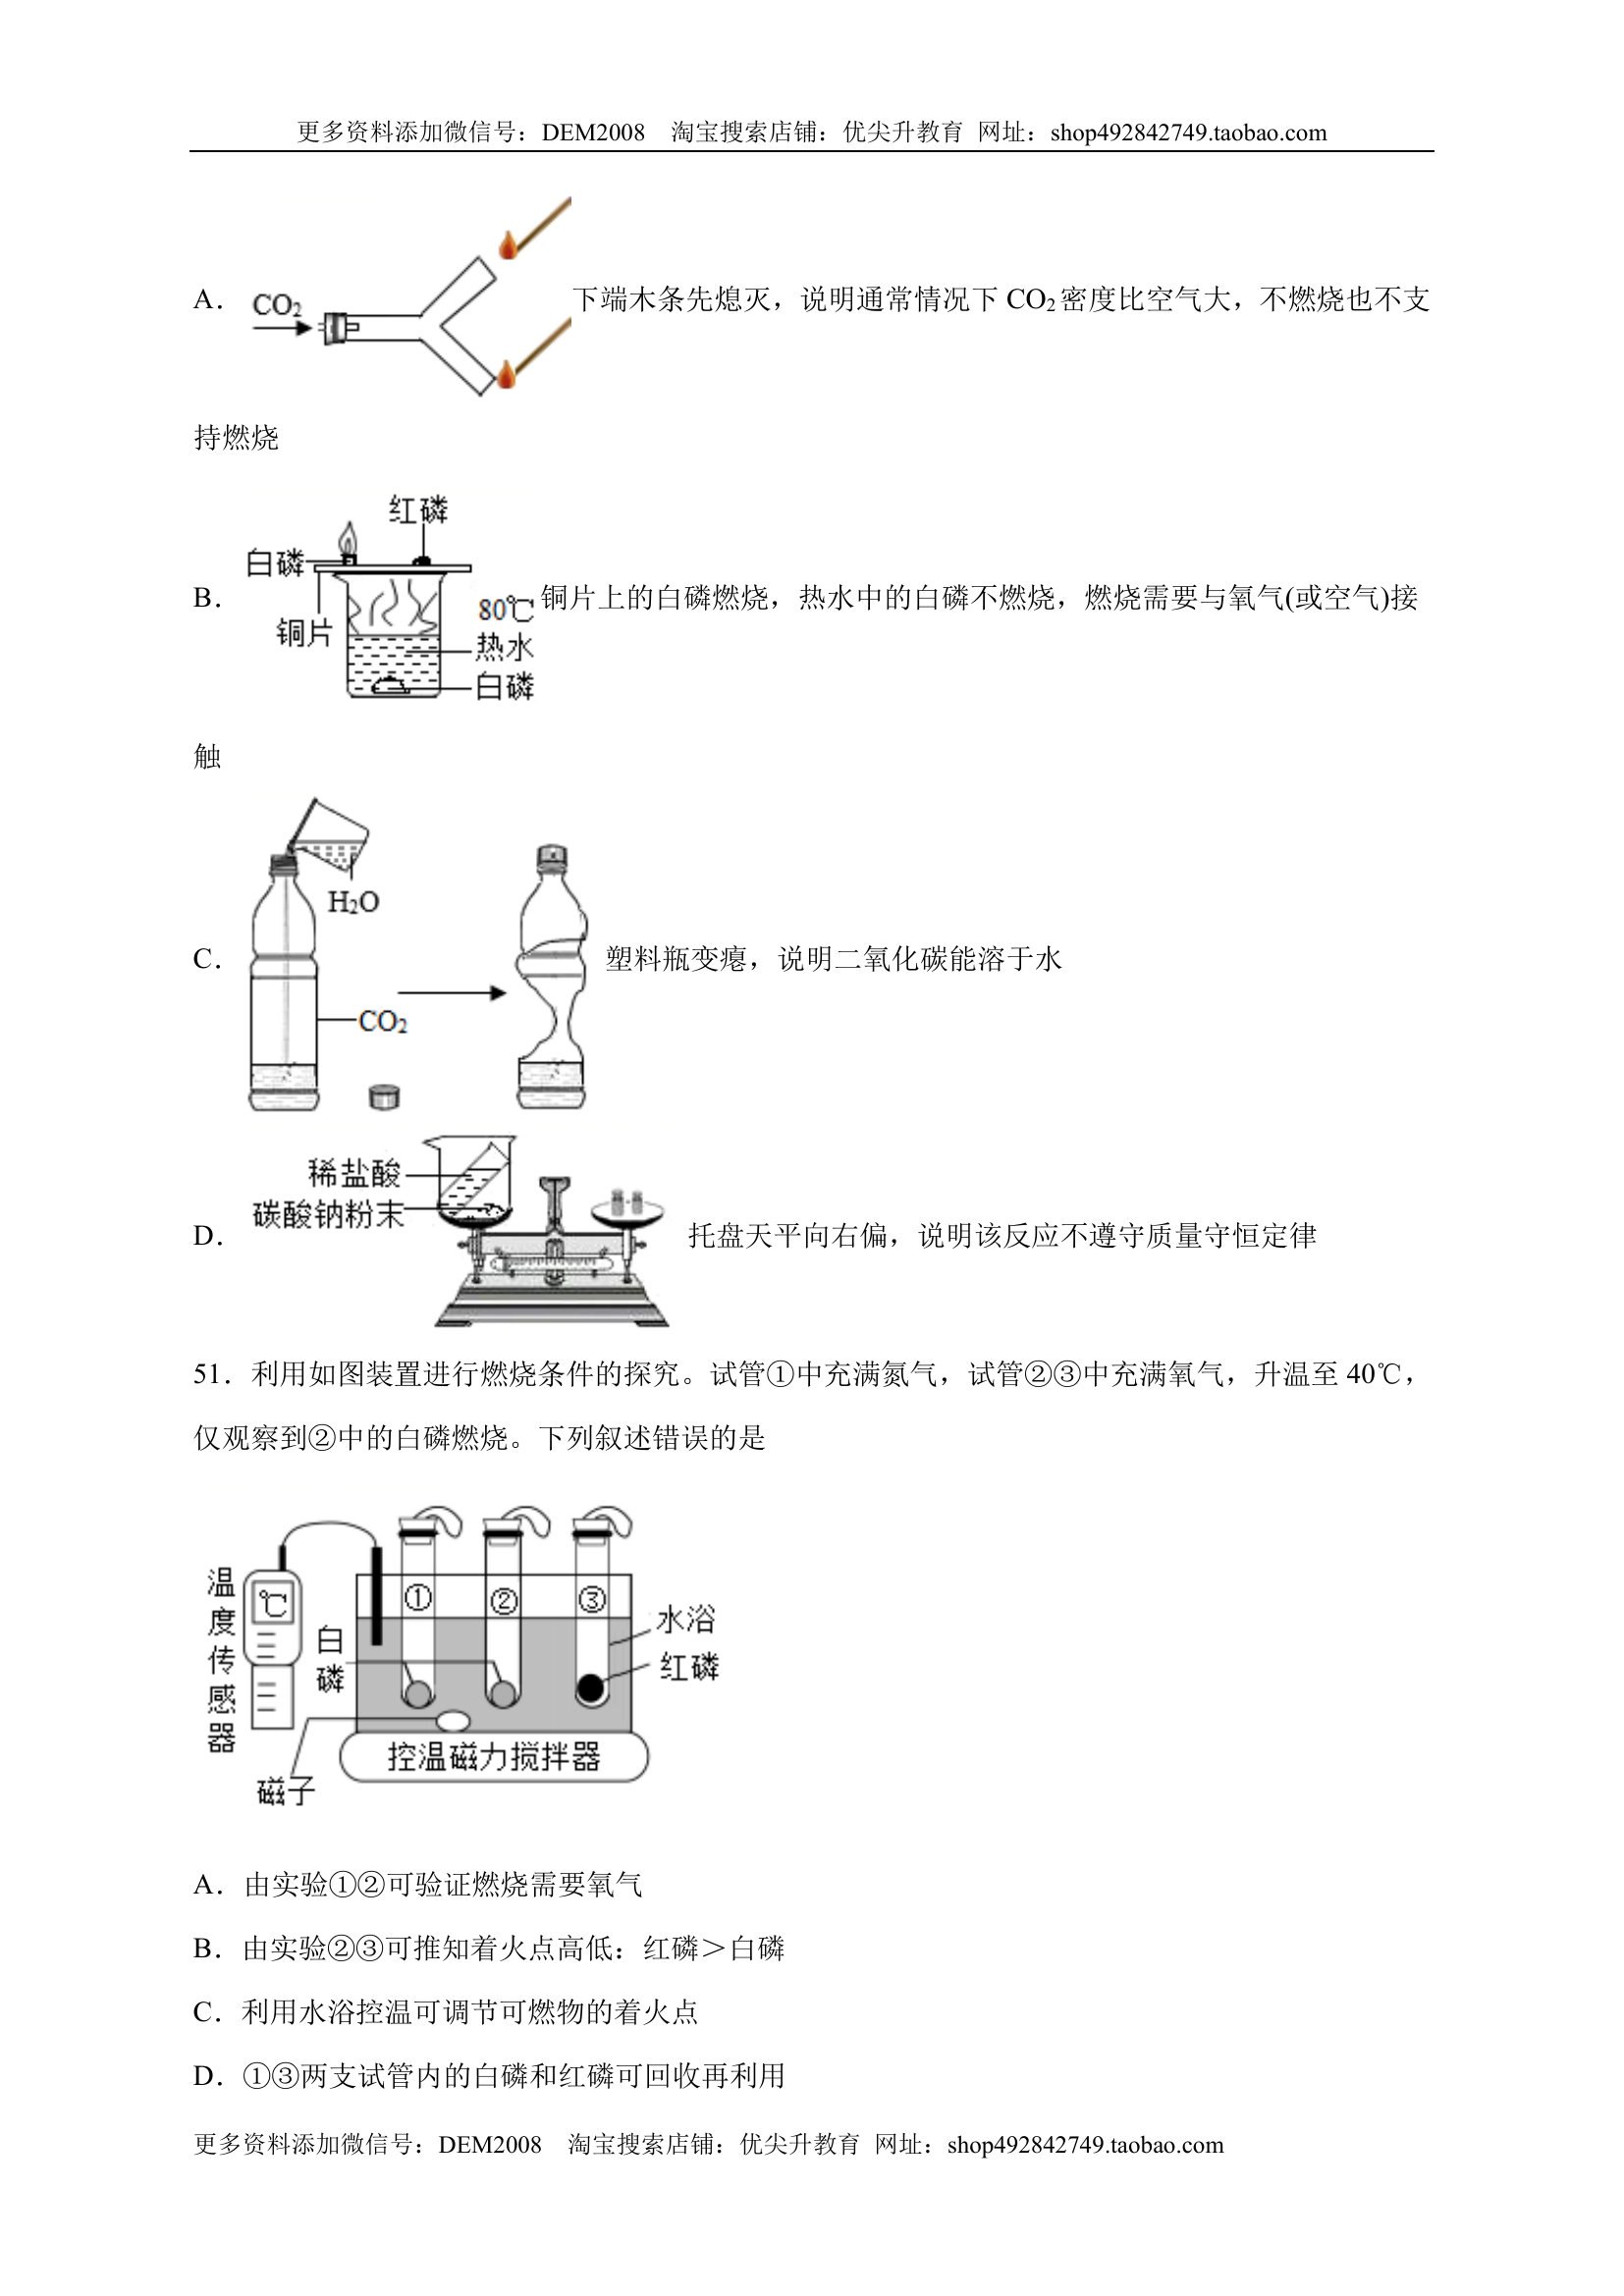 更多资料添加微信号：DEM2008　淘宝搜索店铺：优尖升教育 网址：shop492842749.taobao.com
A．
CO₂
下端木条先熄灭，说明通常情况下 CO₂密度比空气大，不燃烧也不支
持燃烧
B．
红磷
白磷
铜片
80℃
热水
白磷
铜片上的白磷燃烧，热水中的白磷不燃烧，燃烧需要与氧气(或空气)接
触
C．
H₂O
CO₂
塑料瓶变瘪，说明二氧化碳能溶于水
D．
稀盐酸
碳酸钠粉末
托盘天平向右偏，说明该反应不遵守质量守恒定律
51．利用如图装置进行燃烧条件的探究。试管①中充满氮气，试管②③中充满氧气，升温至 40℃，
仅观察到②中的白磷燃烧。下列叙述错误的是
温度传感器
℃
①
②
③
白磷
水浴
红磷
控温磁力搅拌器
磁子
A．由实验①②可验证燃烧需要氧气
B．由实验②③可推知着火点高低：红磷＞白磷
C．利用水浴控温可调节可燃物的着火点
D．①③两支试管内的白磷和红磷可回收再利用
更多资料添加微信号：DEM2008　淘宝搜索店铺：优尖升教育 网址：shop492842749.taobao.com